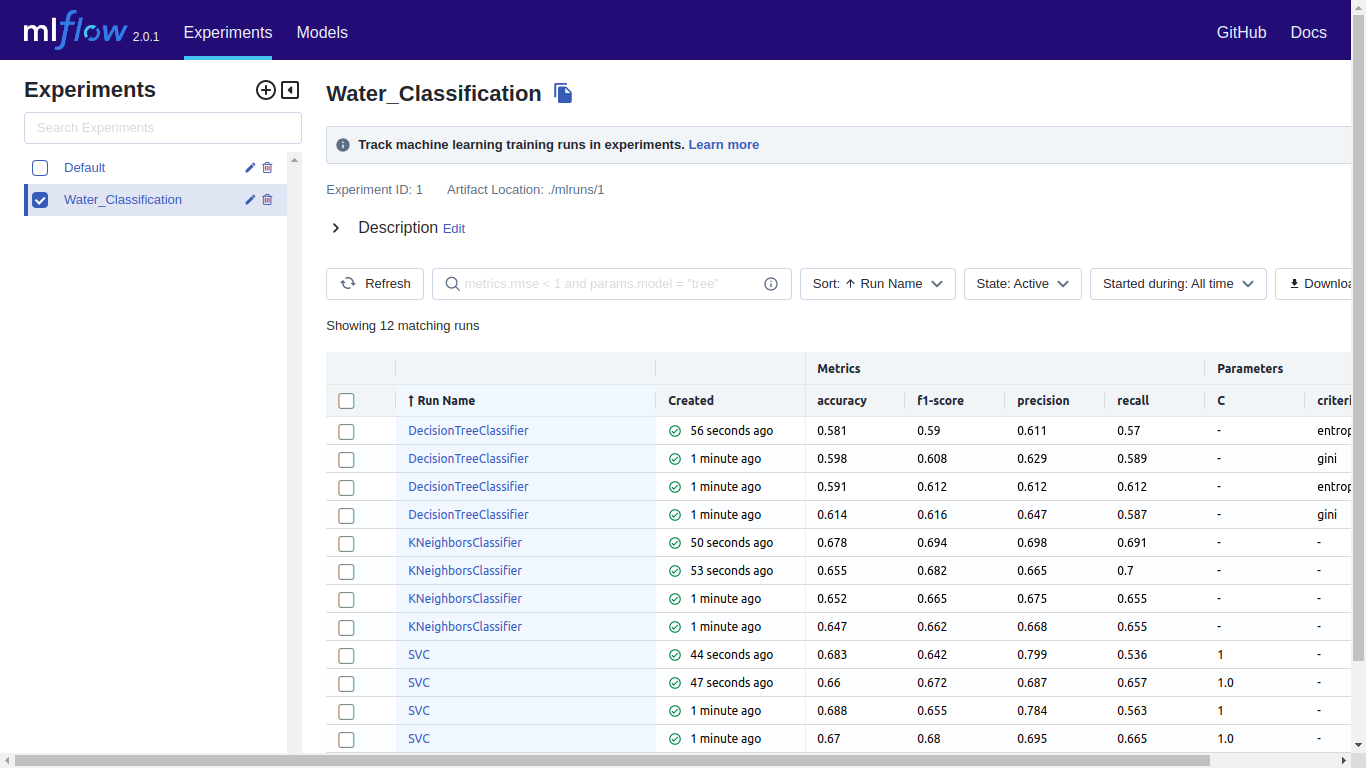 mlflow 2.0.1 Experiments Models GitHub Docs
Experiments
Search Experiments
Default
Water_Classification
Water_Classification
Track machine learning training runs in experiments. Learn more
Experiment ID: 1 Artifact Location: ./mlruns/1
Description Edit
Refresh metrics.rmse < 1 and params.model = "tree" Sort: ↑ Run Name State: Active Started during: All time Downloa
Showing 12 matching runs
Metrics Parameters
↑ Run Name Created accuracy f1-score precision recall C criteri
DecisionTreeClassifier 56 seconds ago 0.581 0.59 0.611 0.57 - entrop
DecisionTreeClassifier 1 minute ago 0.598 0.608 0.629 0.589 - gini
DecisionTreeClassifier 1 minute ago 0.591 0.612 0.612 0.612 - entrop
DecisionTreeClassifier 1 minute ago 0.614 0.616 0.647 0.587 - gini
KNeighborsClassifier 50 seconds ago 0.678 0.694 0.698 0.691 - -
KNeighborsClassifier 53 seconds ago 0.655 0.682 0.665 0.7 - -
KNeighborsClassifier 1 minute ago 0.652 0.665 0.675 0.655 - -
KNeighborsClassifier 1 minute ago 0.647 0.662 0.668 0.655 - -
SVC 44 seconds ago 0.683 0.642 0.799 0.536 1 -
SVC 47 seconds ago 0.66 0.672 0.687 0.657 1.0 -
SVC 1 minute ago 0.688 0.655 0.784 0.563 1 -
SVC 1 minute ago 0.67 0.68 0.695 0.665 1.0 -